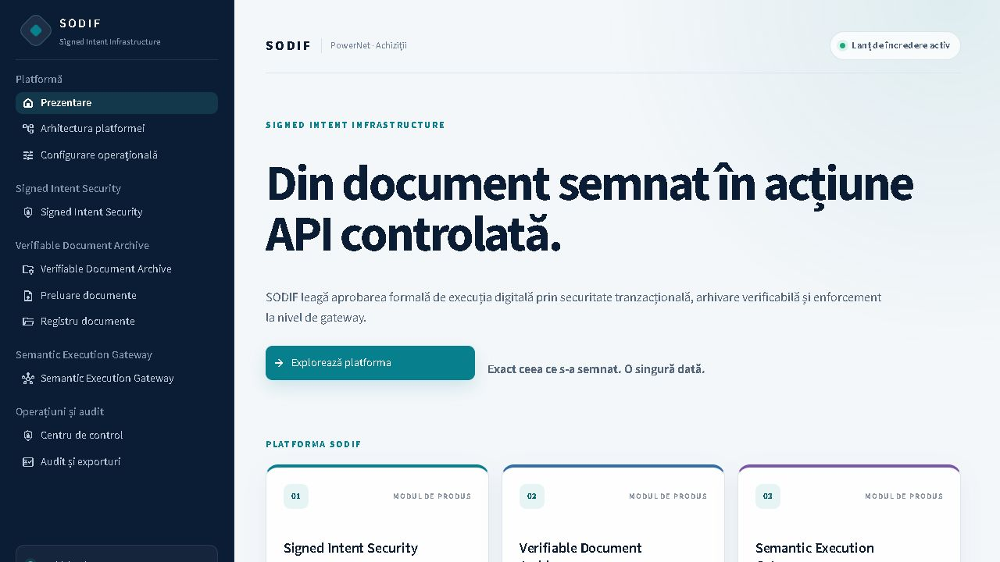 SODIF
Signed Intent Infrastructure
Platformă
Prezentare
Arhitectura platformei
Configurare operațională
Signed Intent Security
Signed Intent Security
Verifiable Document Archive
Verifiable Document Archive
Preluare documente
Registru documente
Semantic Execution Gateway
Semantic Execution Gateway
Operațiuni și audit
Centru de control
Audit și exporturi
SODIF
PowerNet · Achiziții
Lanț de încredere activ
SIGNED INTENT INFRASTRUCTURE
Din document semnat în acțiune
API controlată.
SODIF leagă aprobarea formală de execuția digitală prin securitate tranzacțională, arhivare verificabilă și enforcement
la nivel de gateway.
Explorează platforma
Exact ceea ce s-a semnat. O singură dată.
PLATFORMA SODIF
01
MODUL DE PRODUS
Signed Intent Security
02
MODUL DE PRODUS
Verifiable Document
03
MODUL DE PRODUS
Semantic Execution